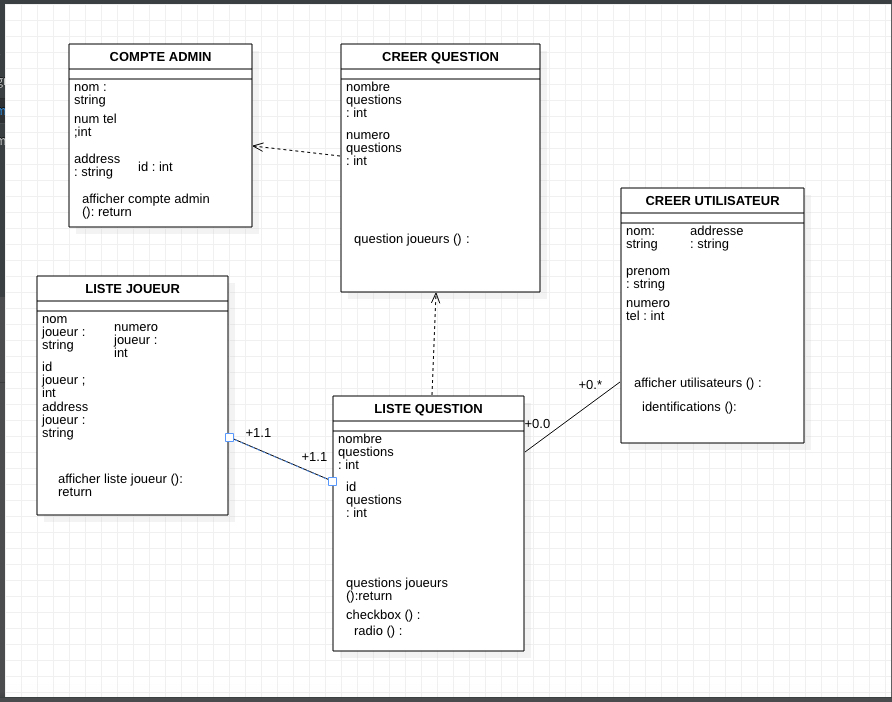 COMPTE ADMIN
nom :
string
num tel
;int
address
: string
id : int
afficher compte admin
(): return
CREER QUESTION
nombre
questions
: int
numero
questions
: int
question joueurs () :
CREER UTILISATEUR
nom:
string
addresse
: string
prenom
: string
numero
tel : int
afficher utilisateurs () :
identifications ():
LISTE JOUEUR
nom
joueur :
string
numero
joueur :
int
id
joueur ;
int
address
joueur :
string
afficher liste joueur ():
return
+1.1
+1.1
LISTE QUESTION
nombre
questions
: int
id
questions
: int
questions joueurs
():return
checkbox () :
radio () :
+0.0
+0.*